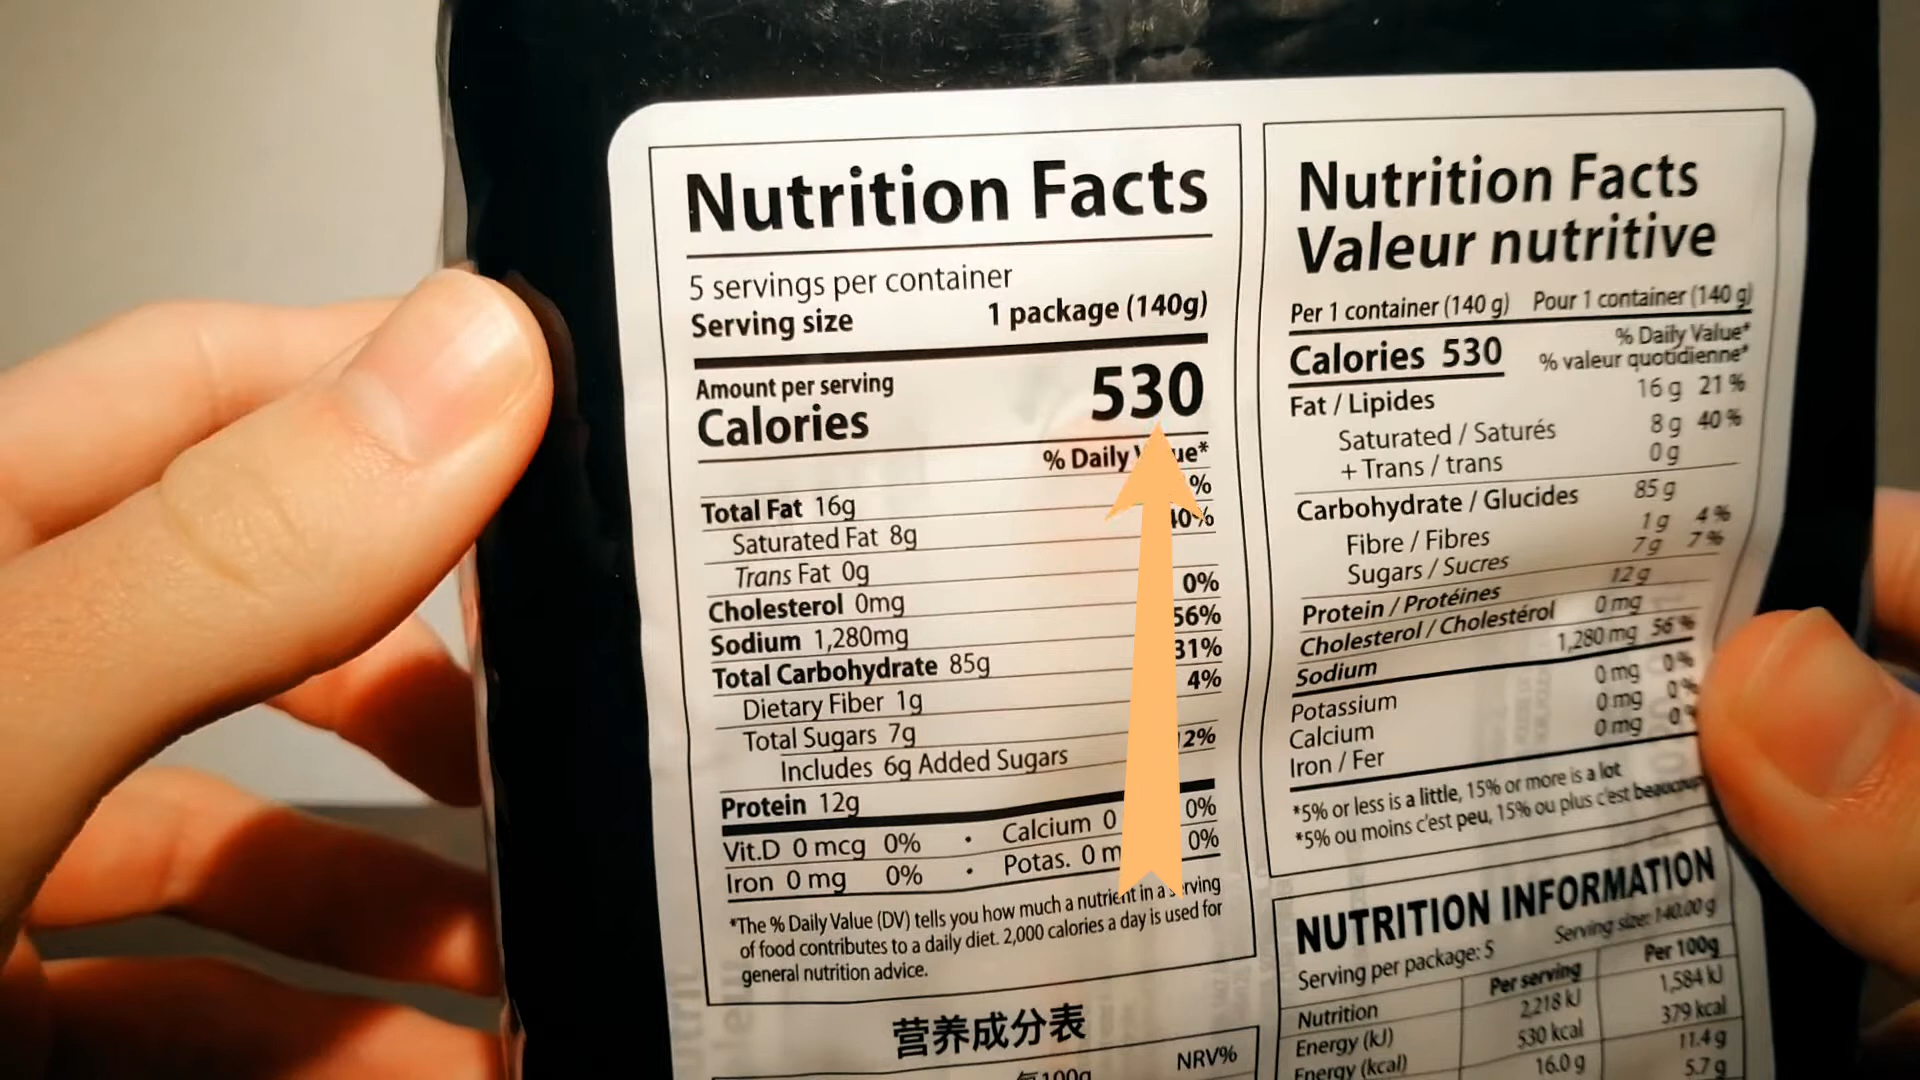 Nutrition Facts
5 servings per container
Serving size 1 package (140g)
Amount per serving
Calories 530
% Daily
Total Fat 16g
Saturated Fat 8g
Trans Fat 0g
Cholesterol 0mg 0%
Sodium 1,280mg 56%
Total Carbohydrate 85g 31%
Dietary Fiber 1g 4%
Total Sugars 7g
Includes 6g Added Sugars 12%
Protein 12g
Vit.D 0 mcg 0% • Calcium 0 0%
Iron 0 mg 0% • Potas. 0 0%
*The % Daily Value (DV) tells you how much a nutrient in a serving
of food contributes to a daily diet. 2,000 calories a day is used for
general nutrition advice.
营养成分表
NRV%
Nutrition Facts
Valeur nutritive
Per 1 container (140 g) Pour 1 container (140 g)
% Daily Value*
Calories 530 % valeur quotidienne*
Fat / Lipides 16 g 21 %
Saturated / Saturés 8 g 40 %
+ Trans / trans 0 g
Carbohydrate / Glucides 85 g
Fibre / Fibres 1 g 4 %
Sugars / Sucres 7 g 7 %
Protein / Protéines 12 g
Cholesterol / Cholestérol 0 mg
Sodium 1,280 mg 56 %
Potassium 0 mg 0 %
Calcium 0 mg 0 %
Iron / Fer 0 mg 0
*5% or less is a little, 15% or more is a lot
*5% ou moins c'est peu, 15% ou plus c'est beaucoup
NUTRITION INFORMATION
Serving per package: 5 Serving size: 140.00 g
Nutrition Per serving Per 100g
Energy (kJ) 2,218 kJ 1,584 kJ
Energy (kcal) 530 kcal 379 kcal
16.0 g 11.4 g
5.7 g